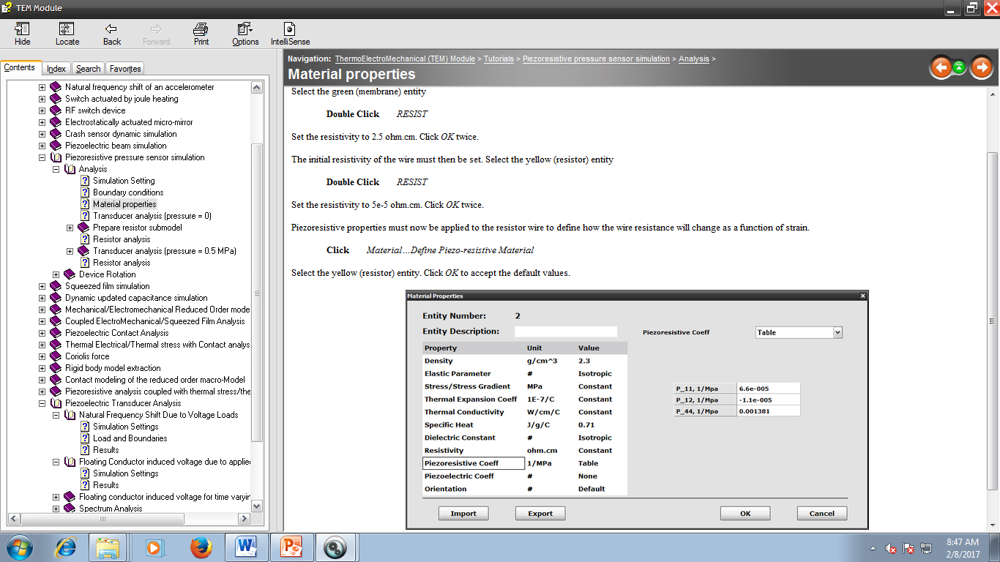 TEM Module
Hide Locate Back Forward Print Options IntelliSense
Contents Index Search Favorites
Natural frequency shift of an accelerometer
Switch actuated by joule heating
RF switch device
Electrostatically actuated micro-mirror
Crash sensor dynamic simulation
Piezoelectric beam simulation
Piezoresistive pressure sensor simulation
Analysis
Simulation Setting
Boundary conditions
Material properties
Transducer analysis (pressure = 0)
Prepare resistor submodel
Resistor analysis
Transducer analysis (pressure = 0.5 MPa)
Resistor analysis
Device Rotation
Squeezed film simulation
Dynamic updated capacitance simulation
Mechanical/Electromechanical Reduced Order mode
Coupled ElectroMechanical/Squeezed Film Analysis
Piezoelectric Contact Analysis
Thermal Electrical/Thermal stress with Contact analys
Coriolis force
Rigid body model extraction
Contact modeling of the reduced order macro-Model
Piezoresistive analysis coupled with thermal stress/the
Piezoelectric Transducer Analysis
Natural Frequency Shift Due to Voltage Loads
Simulation Settings
Load and Boundaries
Results
Floating Conductor induced voltage due to applie
Simulation Settings
Results
Floating conductor induced voltage for time varyin
Spectrum Analysis
Navigation: ThermoElectroMechanical (TEM) Module > Tutorials > Piezoresistive pressure sensor simulation > Analysis >
Material properties
Select the green (membrane) entity
Double Click RESIST
Set the resistivity to 2.5 ohm.cm. Click OK twice.
The initial resistivity of the wire must then be set. Select the yellow (resistor) entity
Double Click RESIST
Set the resistivity to 5e-5 ohm.cm. Click OK twice.
Piezoresistive properties must now be applied to the resistor wire to define how the wire resistance will change as a function of strain.
Click Material…Define Piezo-resistive Material
Select the yellow (resistor) entity. Click OK to accept the default values.
Material Properties
Entity Number: 2
Entity Description:
Property Unit Value
Density g/cm^3 2.3
Elastic Parameter # Isotropic
Stress/Stress Gradient MPa Constant
Thermal Expansion Coeff 1E-7/C Constant
Thermal Conductivity W/cm/C Constant
Specific Heat J/g/C 0.71
Dielectric Constant # Isotropic
Resistivity ohm.cm Constant
Piezoresistive Coeff 1/MPa Table
Piezoelectric Coeff # None
Orientation # Default
Piezoresistive Coeff Table
P_11, 1/Mpa 6.6e-005
P_12, 1/Mpa -1.1e-005
P_44, 1/Mpa 0.001381
Import Export OK Cancel
8:47 AM
2/8/2017